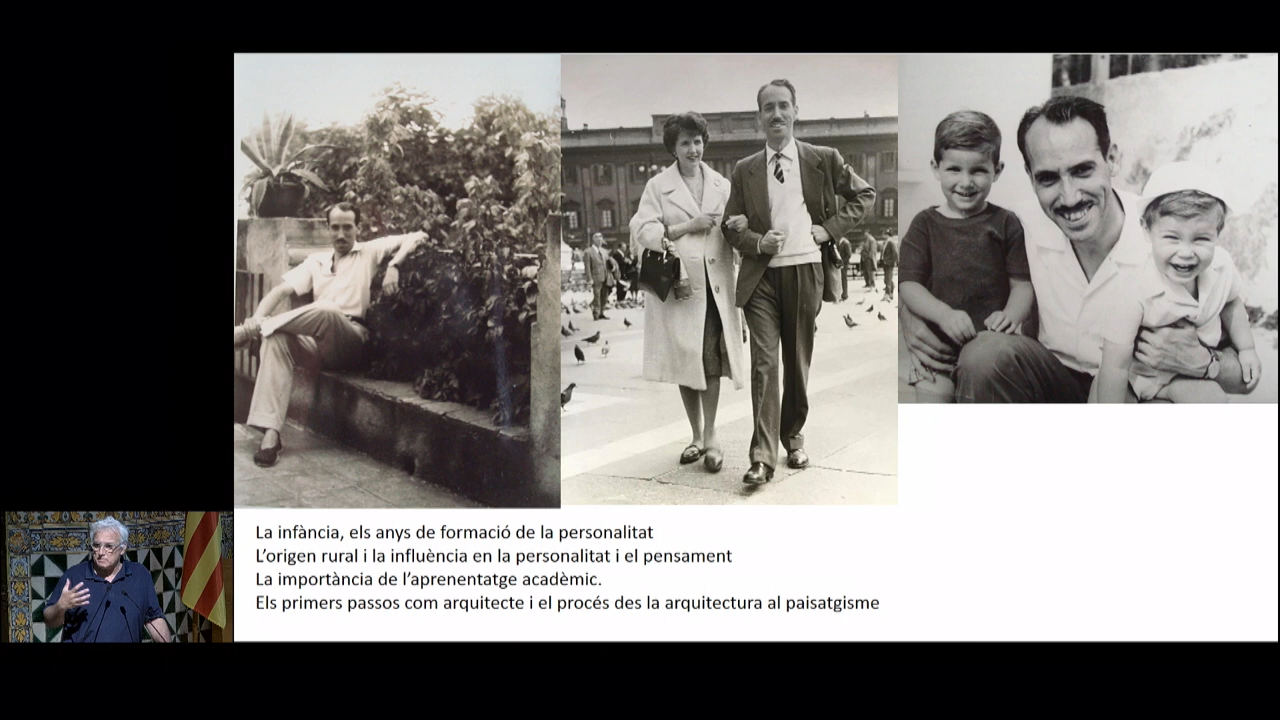 La infància, els anys de formació de la personalitat
L'origen rural i la influència en la personalitat i el pensament
La importància de l'aprenentatge acadèmic.
Els primers passos com arquitecte i el procés des la arquitectura al paisatgisme